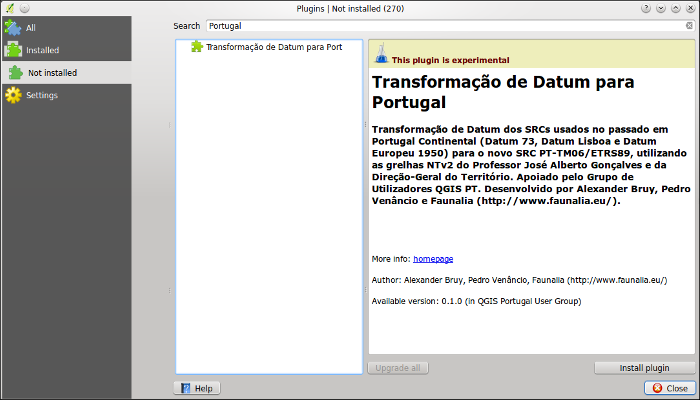 Plugins | Not installed (270)
All
Installed
Not installed
Settings
Search Portugal
Transformação de Datum para Port
This plugin is experimental
Transformação de Datum para
Portugal
Transformação de Datum dos SRCs usados no passado em
Portugal Continental (Datum 73, Datum Lisboa e Datum
Europeu 1950) para o novo SRC PT-TM06/ETRS89, utilizando
as grelhas NTv2 do Professor José Alberto Gonçalves e da
Direção-Geral do Território. Apoiado pelo Grupo de
Utilizadores QGIS PT. Desenvolvido por Alexander Bruy, Pedro
Venâncio e Faunalia (http://www.faunalia.eu/).
More info: homepage
Author: Alexander Bruy, Pedro Venâncio, Faunalia (http://www.faunalia.eu/)
Available version: 0.1.0 (in QGIS Portugal User Group)
Upgrade all
Install plugin
Help
Close